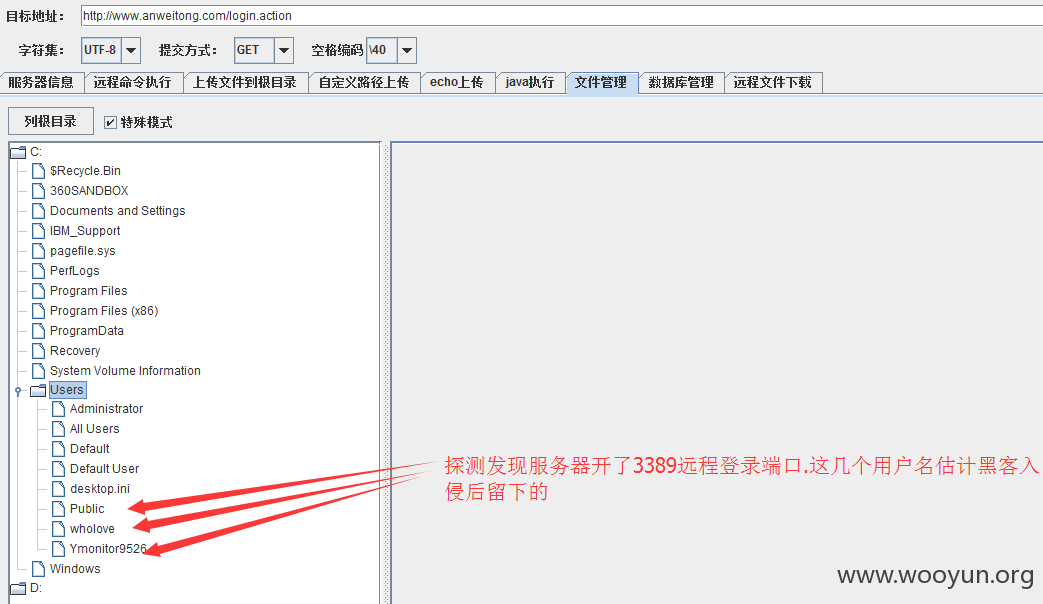 目标地址： http://www.anweitong.com/login.action
字符集： UTF-8 提交方式： GET 空格编码 \40
服务器信息 远程命令执行 上传文件到根目录 自定义路径上传 echo上传 java执行 文件管理 数据库管理 远程文件下载
列根目录 特殊模式
C:
$Recycle.Bin
360SANDBOX
Documents and Settings
IBM_Support
pagefile.sys
PerfLogs
Program Files
Program Files (x86)
ProgramData
Recovery
System Volume Information
Users
Administrator
All Users
Default
Default User
desktop.ini
Public
wholove
Ymonitor9526
Windows
D:
探测发现服务器开了3389远程登录端口.这几个用户名估计黑客入
侵后留下的
www.wooyun.org